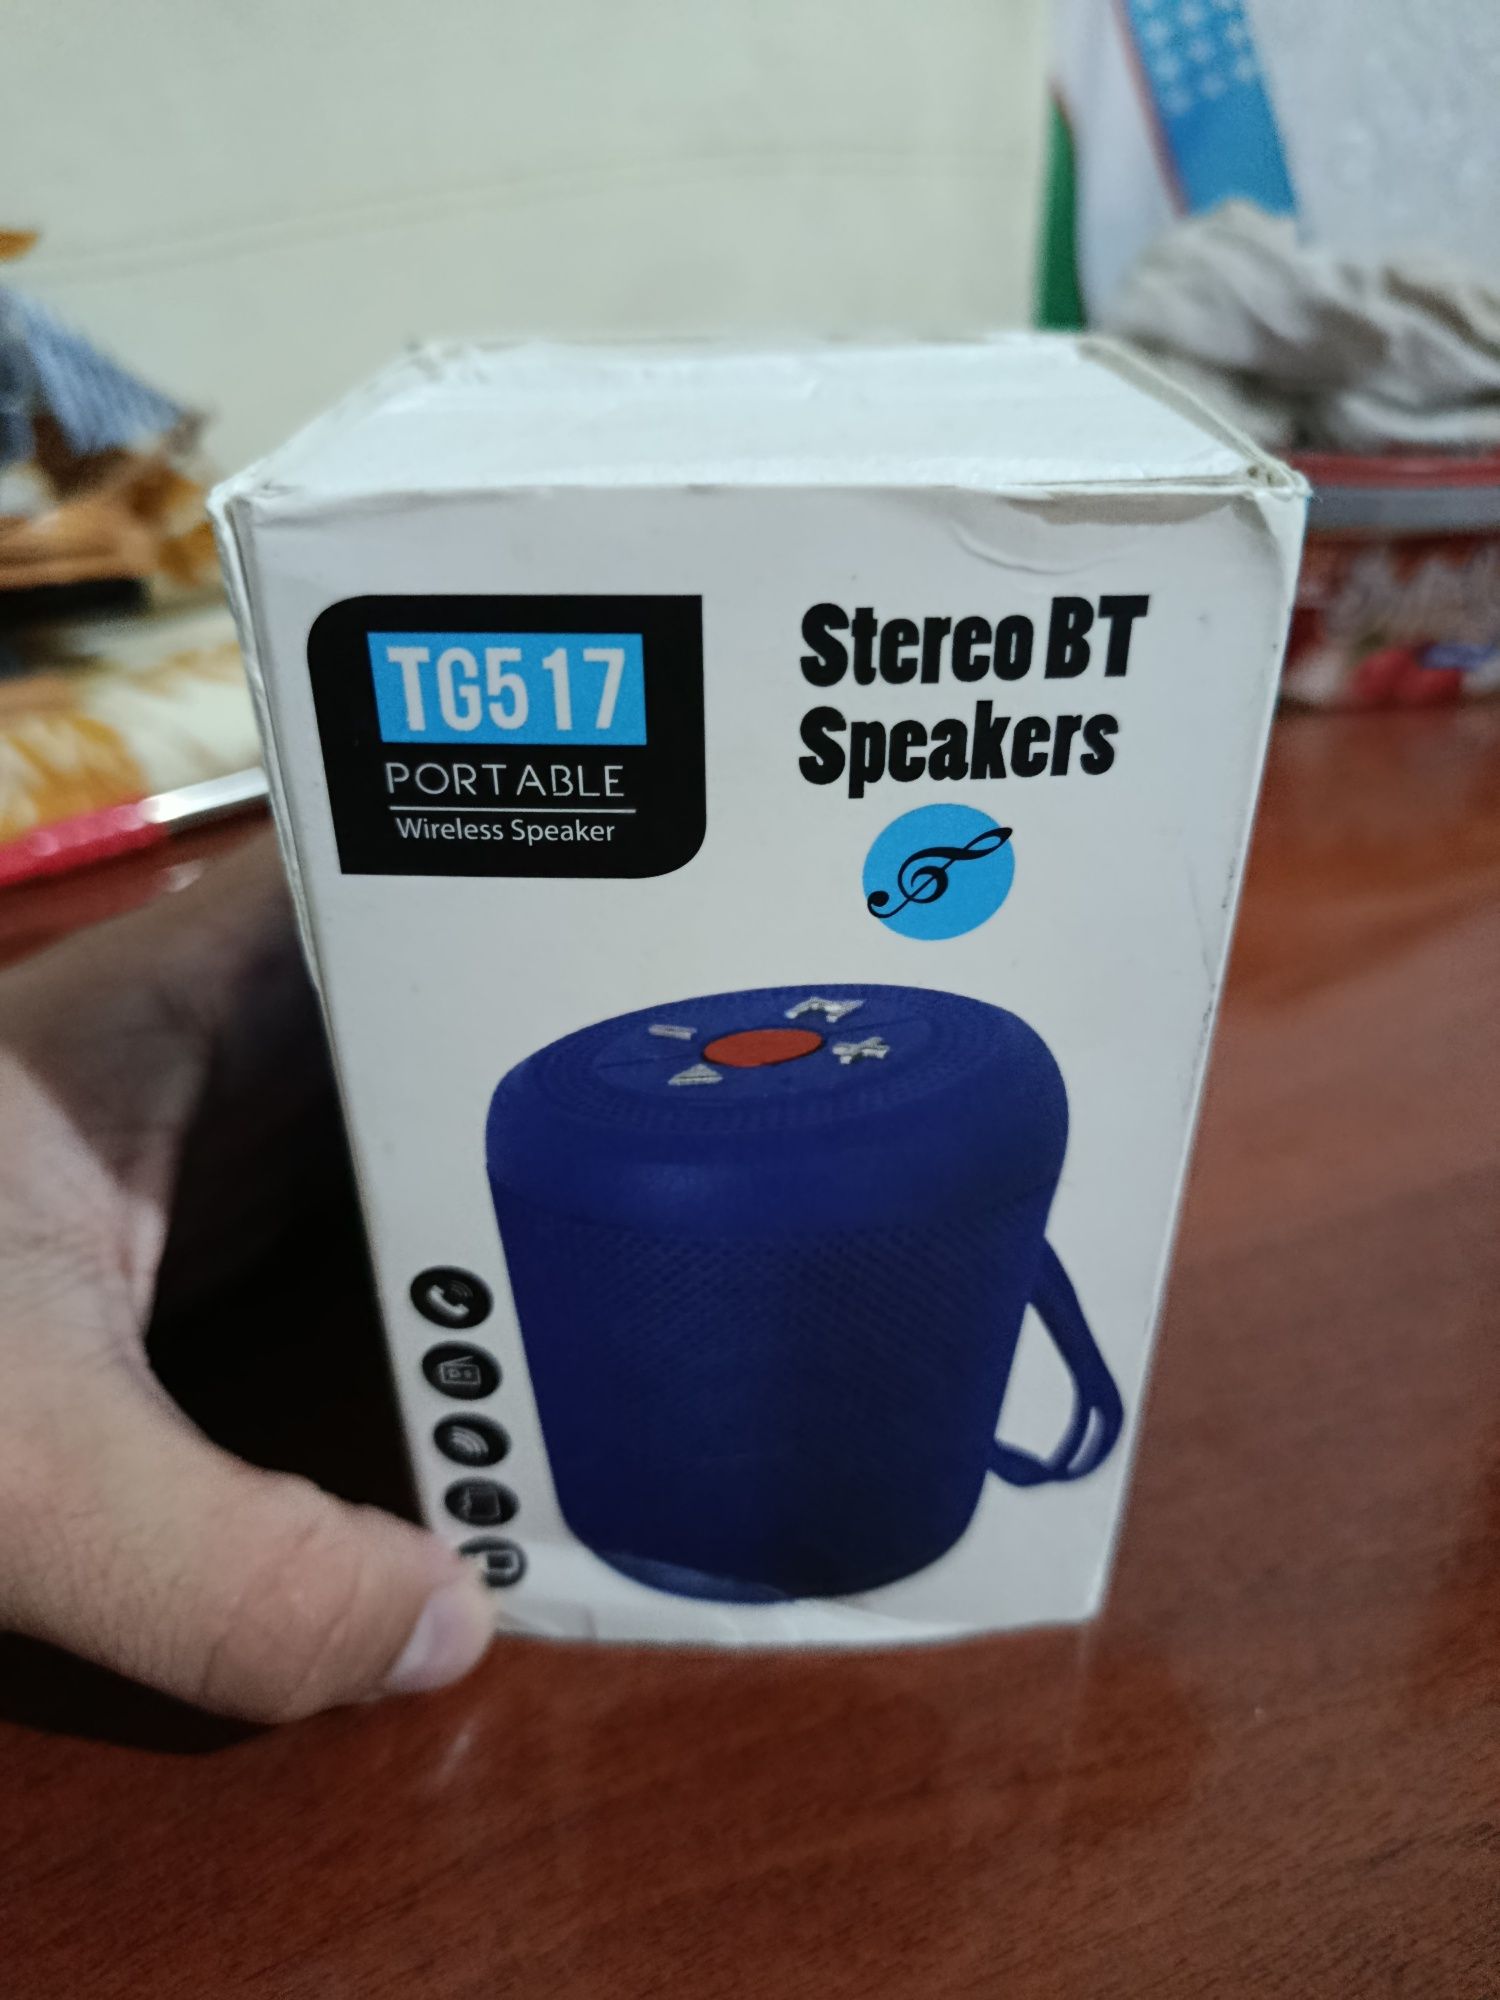 TG517
PORTABLE
Wireless Speaker
Stereo BT
Speakers